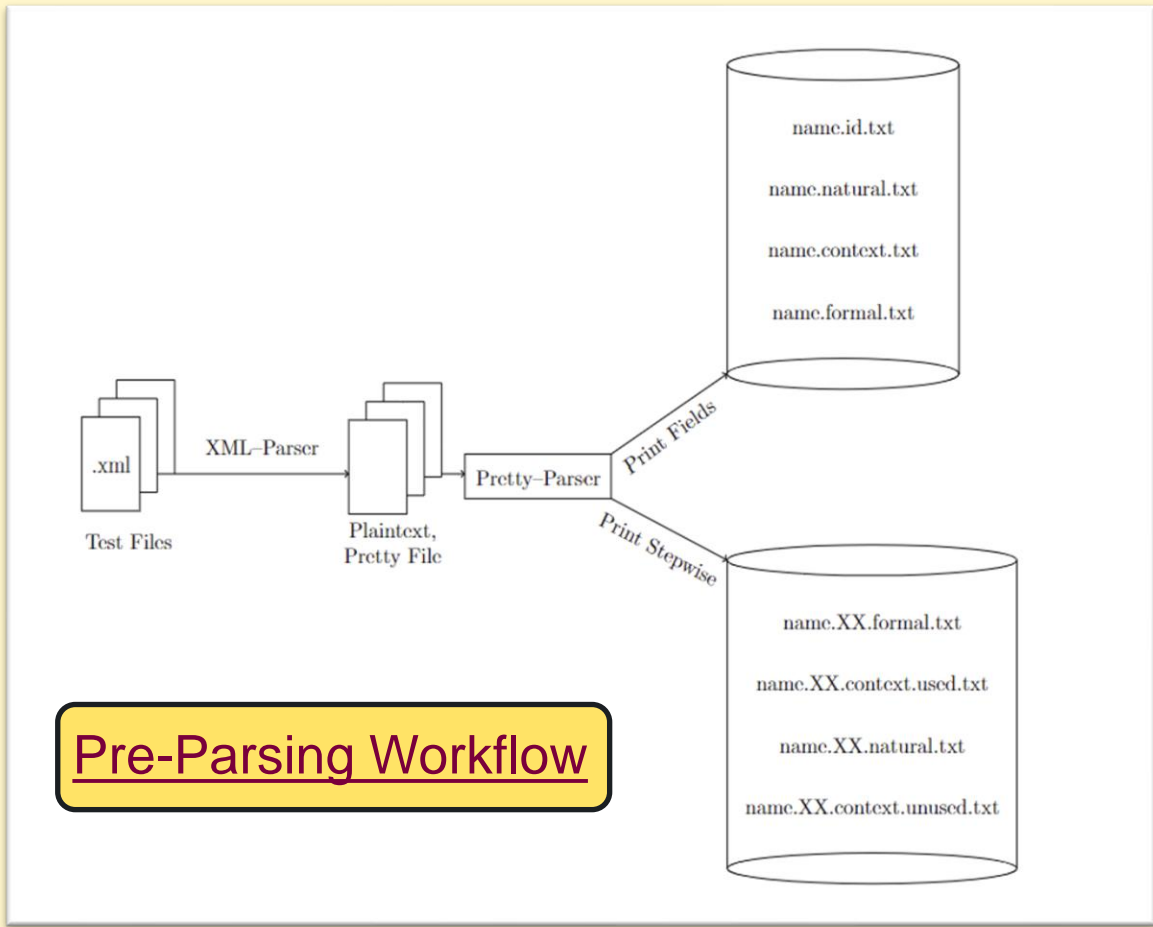 name.id.txt
name.natural.txt
name.context.txt
name.formal.txt
Print Fields
XML–Parser
.xml
Pretty–Parser
Test Files
Plaintext,
Pretty File
Print Stepwise
name.XX.formal.txt
name.XX.context.used.txt
name.XX.natural.txt
name.XX.context.unused.txt
Pre-Parsing Workflow